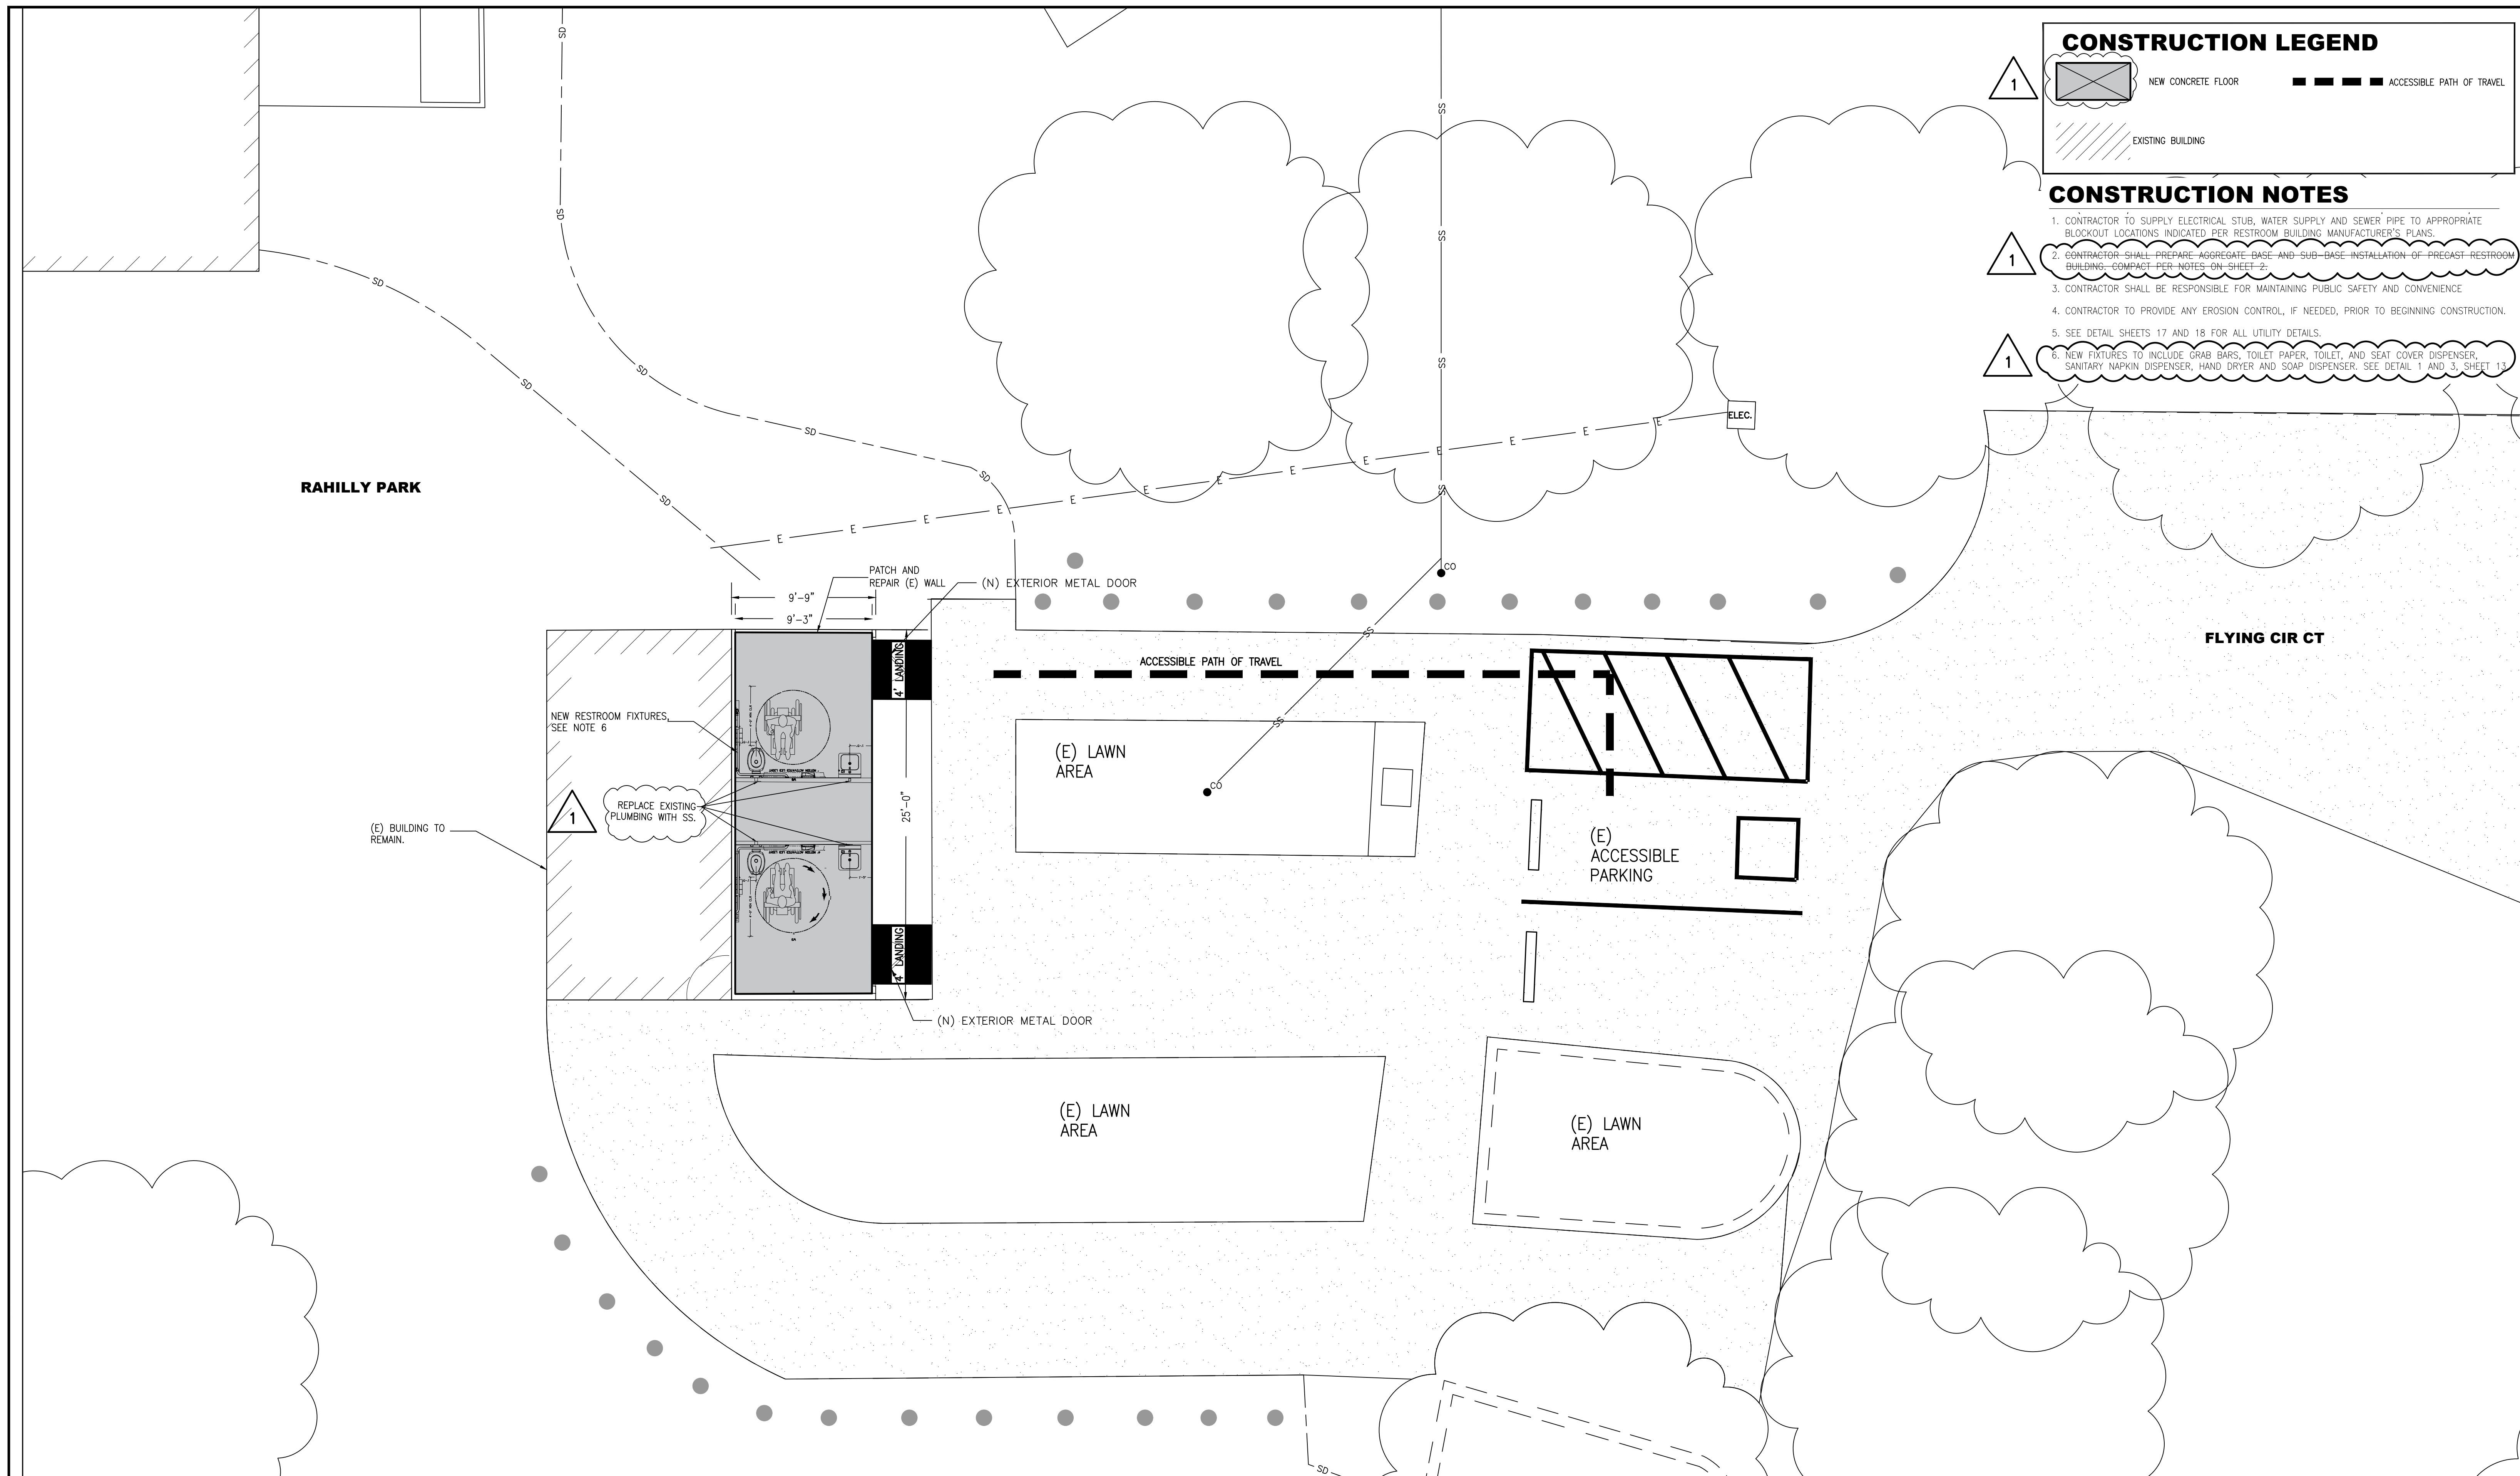 CONSTRUCTION LEGEND
1
NEW CONCRETE FLOOR
ACCESSIBLE PATH OF TRAVEL
EXISTING BUILDING
CONSTRUCTION NOTES
1. CONTRACTOR TO SUPPLY ELECTRICAL STUB, WATER SUPPLY AND SEWER PIPE TO APPROPRIATE
BLOCKOUT LOCATIONS INDICATED PER RESTROOM BUILDING MANUFACTURER'S PLANS.
1
2. CONTRACTOR SHALL PREPARE AGGREGATE BASE AND SUB-BASE INSTALLATION OF PRECAST RESTROOM
BUILDING. COMPACT PER NOTES ON SHEET 2.
3. CONTRACTOR SHALL BE RESPONSIBLE FOR MAINTAINING PUBLIC SAFETY AND CONVENIENCE
4. CONTRACTOR TO PROVIDE ANY EROSION CONTROL, IF NEEDED, PRIOR TO BEGINNING CONSTRUCTION.
5. SEE DETAIL SHEETS 17 AND 18 FOR ALL UTILITY DETAILS.
1
6. NEW FIXTURES TO INCLUDE GRAB BARS, TOILET PAPER, TOILET, AND SEAT COVER DISPENSER,
SANITARY NAPKIN DISPENSER, HAND DRYER AND SOAP DISPENSER. SEE DETAIL 1 AND 3, SHEET 13
SD
SD
SD
SD
SD
SD
SD
SD
SS
SS
SS
SS
ELEC.
E
E
E
E
E
E
E
E
E
E
E
E
E
RAHILLY PARK
PATCH AND
REPAIR (E) WALL
(N) EXTERIOR METAL DOOR
CO
9'-9"
9'-3"
SS
FLYING CIR CT
4' LANDING
ACCESSIBLE PATH OF TRAVEL
NEW RESTROOM FIXTURES,
SEE NOTE 6
SS
(E) LAWN
AREA
CO
25'-0"
1
REPLACE EXISTING
PLUMBING WITH SS.
(E) BUILDING TO
REMAIN.
(E)
ACCESSIBLE
PARKING
4' LANDING
(N) EXTERIOR METAL DOOR
(E) LAWN
AREA
(E) LAWN
AREA
SD